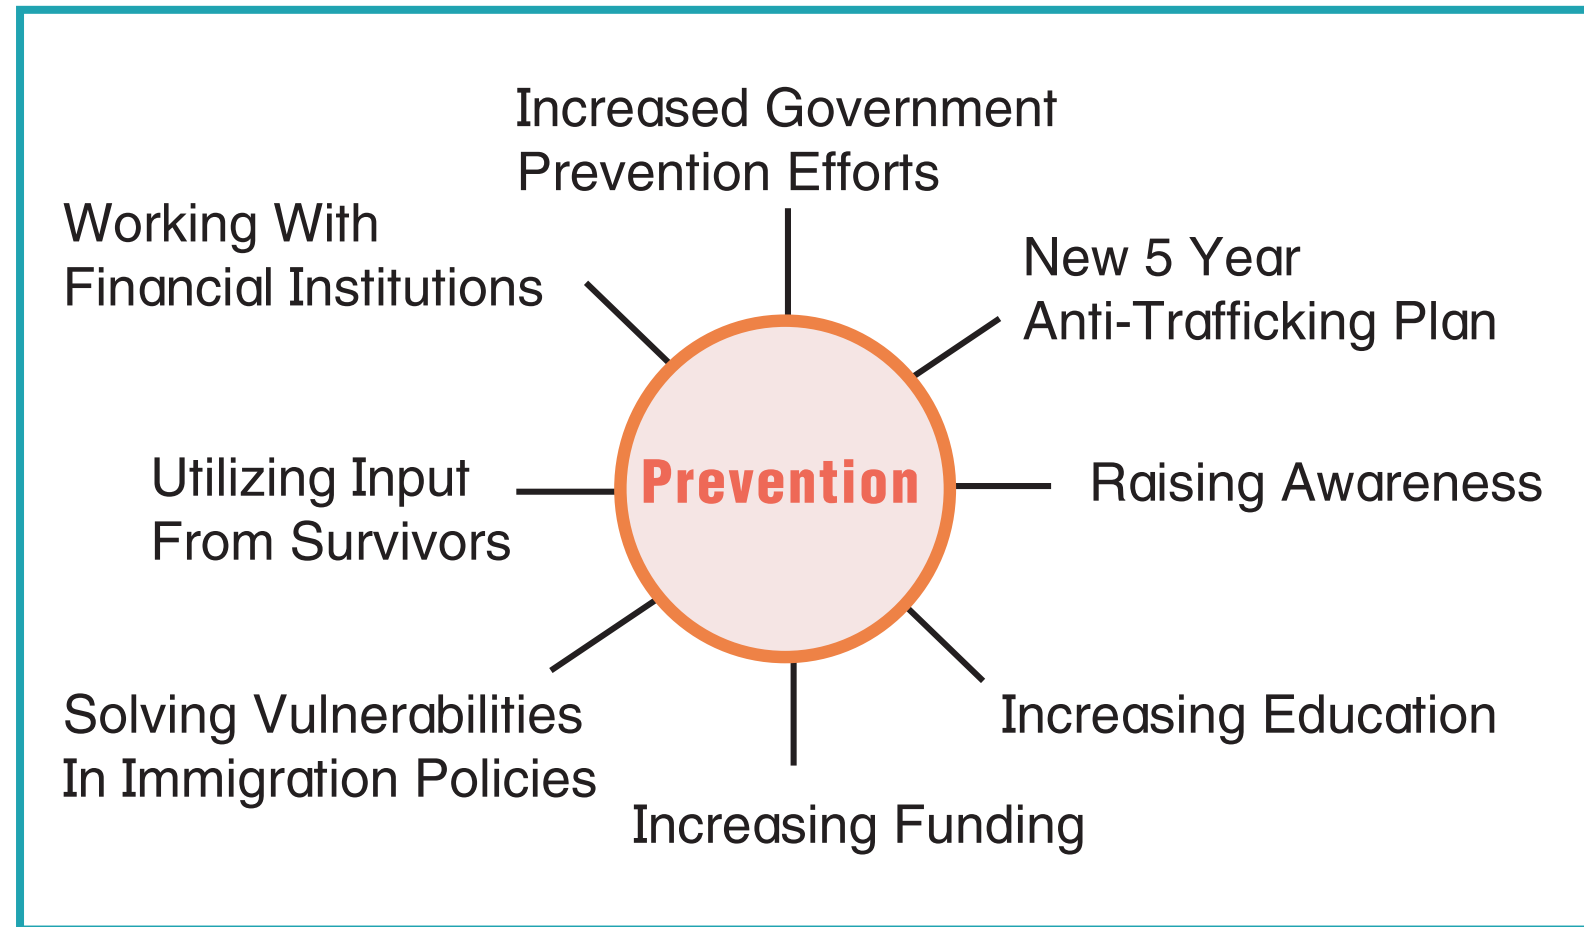 Increased Government
Prevention Efforts
Working With
Financial Institutions
New 5 Year
Anti-Trafficking Plan
Utilizing Input
From Survivors
Prevention
Raising Awareness
Solving Vulnerabilities
In Immigration Policies
Increasing Education
Increasing Funding